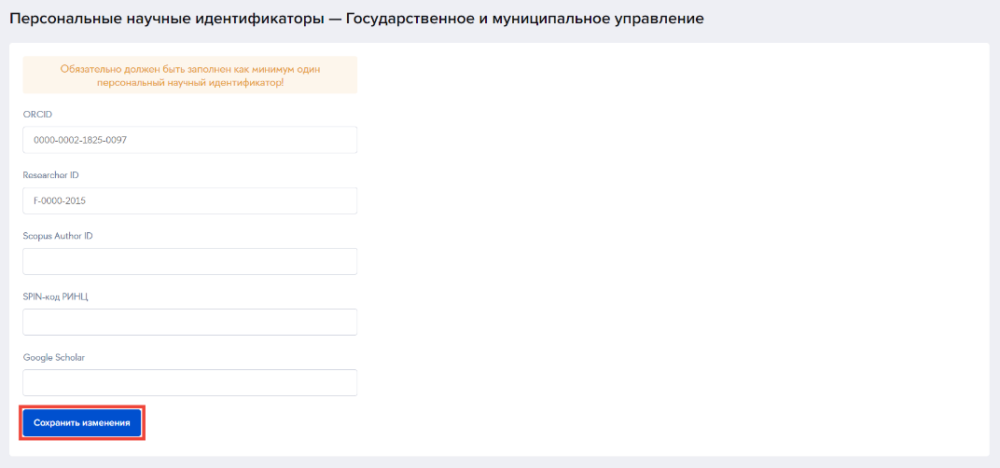 Персональные научные идентификаторы — Государственное и муниципальное управление
Обязательно должен быть заполнен как минимум один
персональный научный идентификатор!
ORCID
0000-0002-1825-0097
Researcher ID
F-0000-2015
Scopus Author ID
SPIN-код РИНЦ
Google Scholar
Сохранить изменения